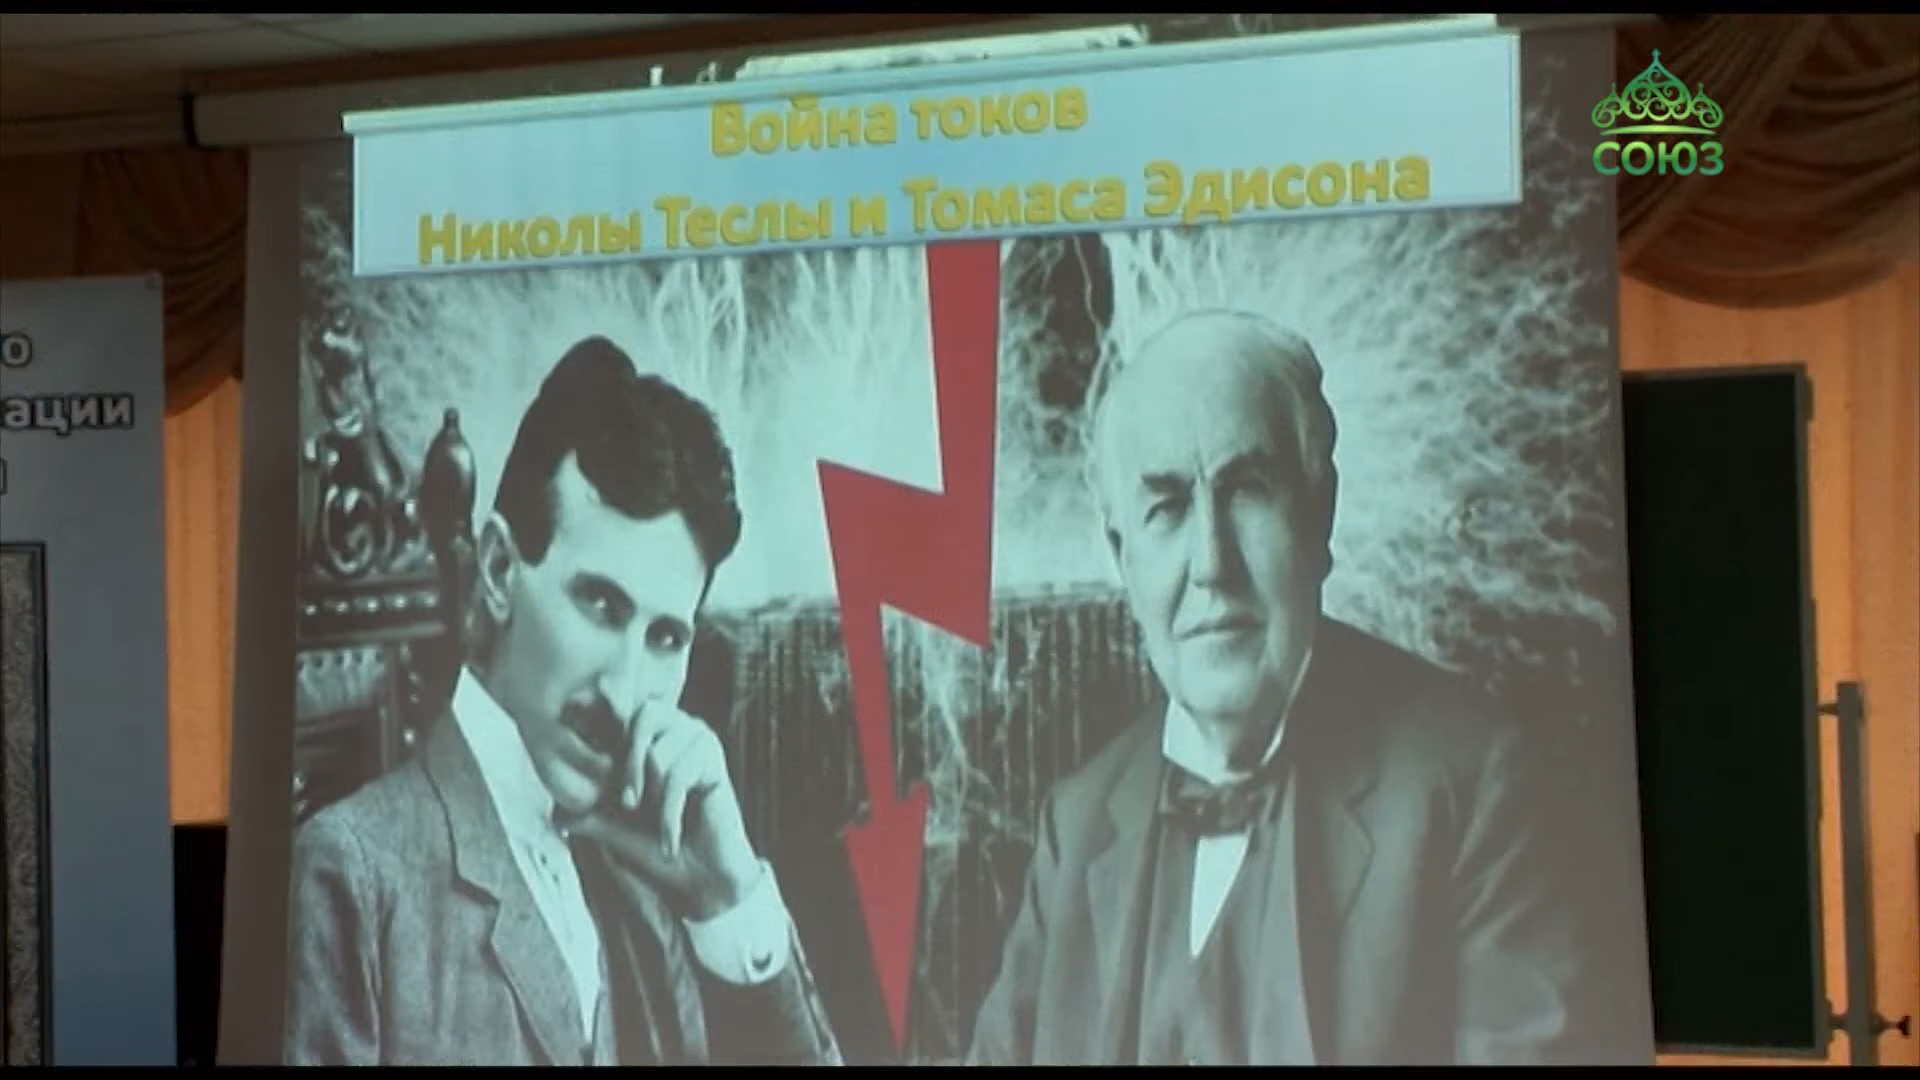 Война токов
Николы Теслы и Томаса Эдисона
СОЮЗ
о
ации